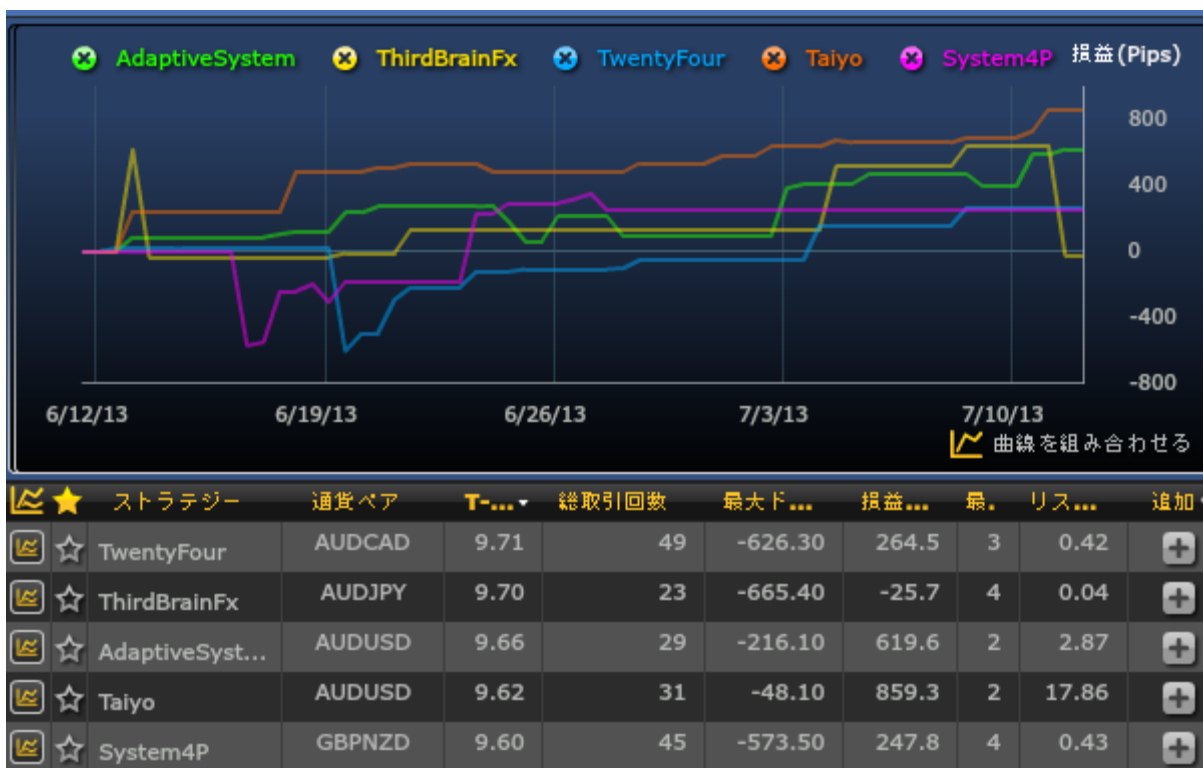 AdaptiveSystem ThirdBrainFx TwentyFour Taiyo System4P 損益(Pips)
800
400
0
-400
-800
6/12/13 6/19/13 6/26/13 7/3/13 7/10/13
曲線を組み合わせる
ストラテジー 通貨ペア T-... 総取引回数 最大ド... 損益... 最. リス... 追加
TwentyFour AUDCAD 9.71 49 -626.30 264.5 3 0.42
ThirdBrainFx AUDJPY 9.70 23 -665.40 -25.7 4 0.04
AdaptiveSyst... AUDUSD 9.66 29 -216.10 619.6 2 2.87
Taiyo AUDUSD 9.62 31 -48.10 859.3 2 17.86
System4P GBPNZD 9.60 45 -573.50 247.8 4 0.43